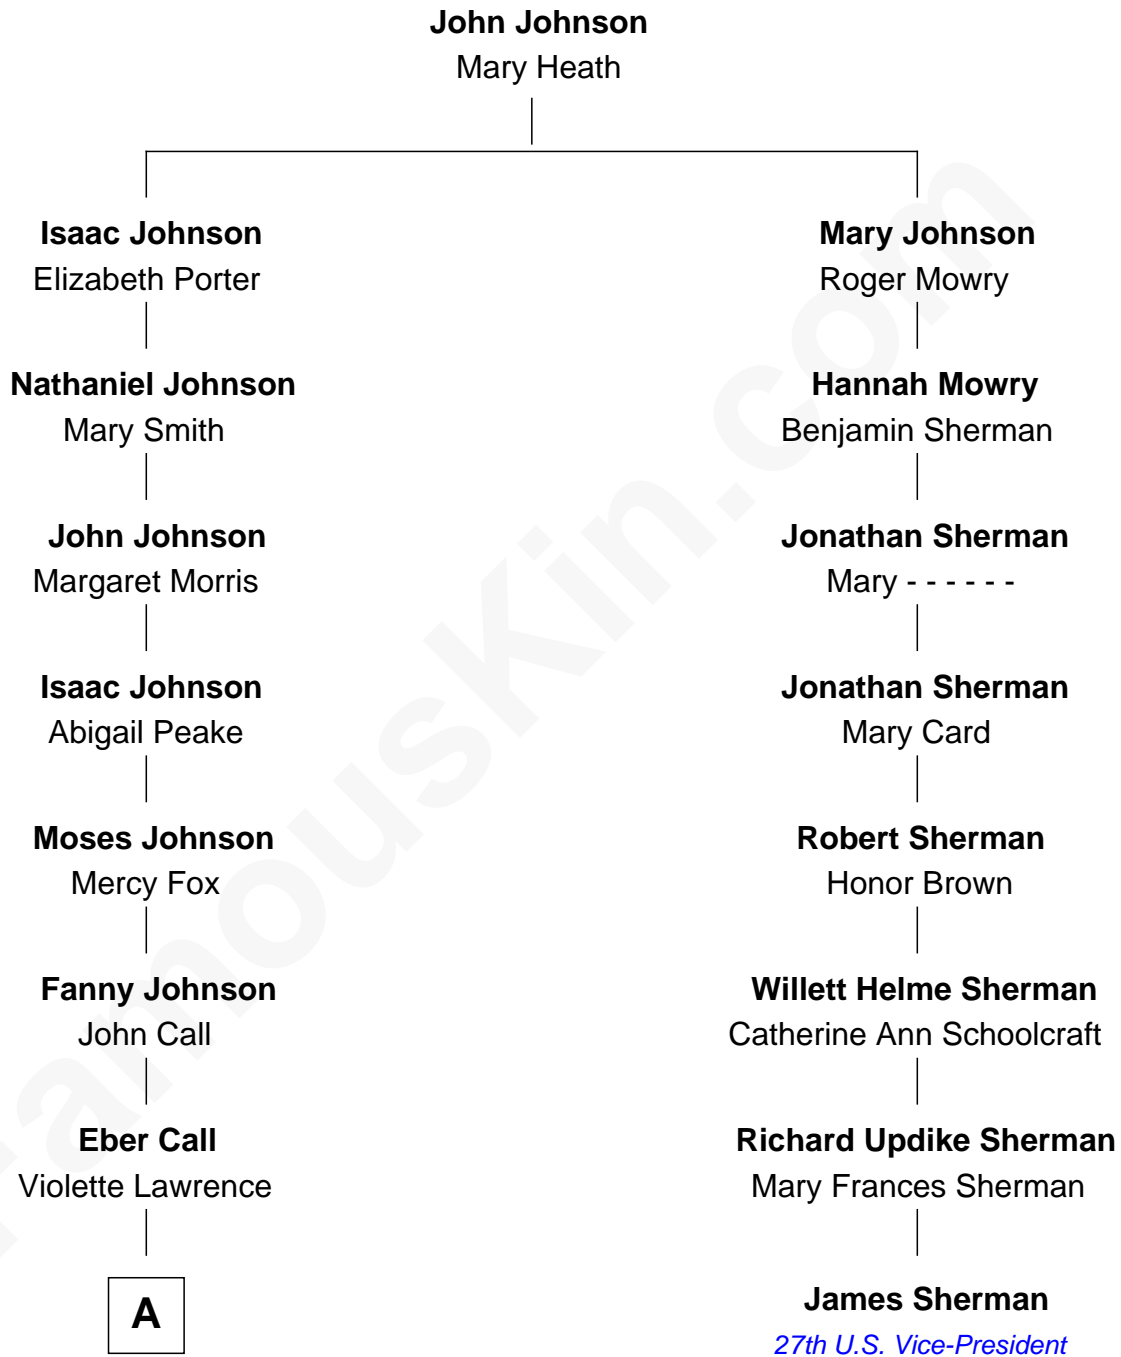 John Johnson
Mary Heath
Isaac Johnson
Elizabeth Porter
Mary Johnson
Roger Mowry
Nathaniel Johnson
Mary Smith
Hannah Mowry
Benjamin Sherman
John Johnson
Margaret Morris
Jonathan Sherman
Mary - - - - - -
Isaac Johnson
Abigail Peake
Jonathan Sherman
Mary Card
Moses Johnson
Mercy Fox
Robert Sherman
Honor Brown
Fanny Johnson
John Call
Willett Helme Sherman
Catherine Ann Schoolcraft
Eber Call
Violette Lawrence
Richard Updike Sherman
Mary Frances Sherman
A
James Sherman
27th U.S. Vice-President
FamousKin.com